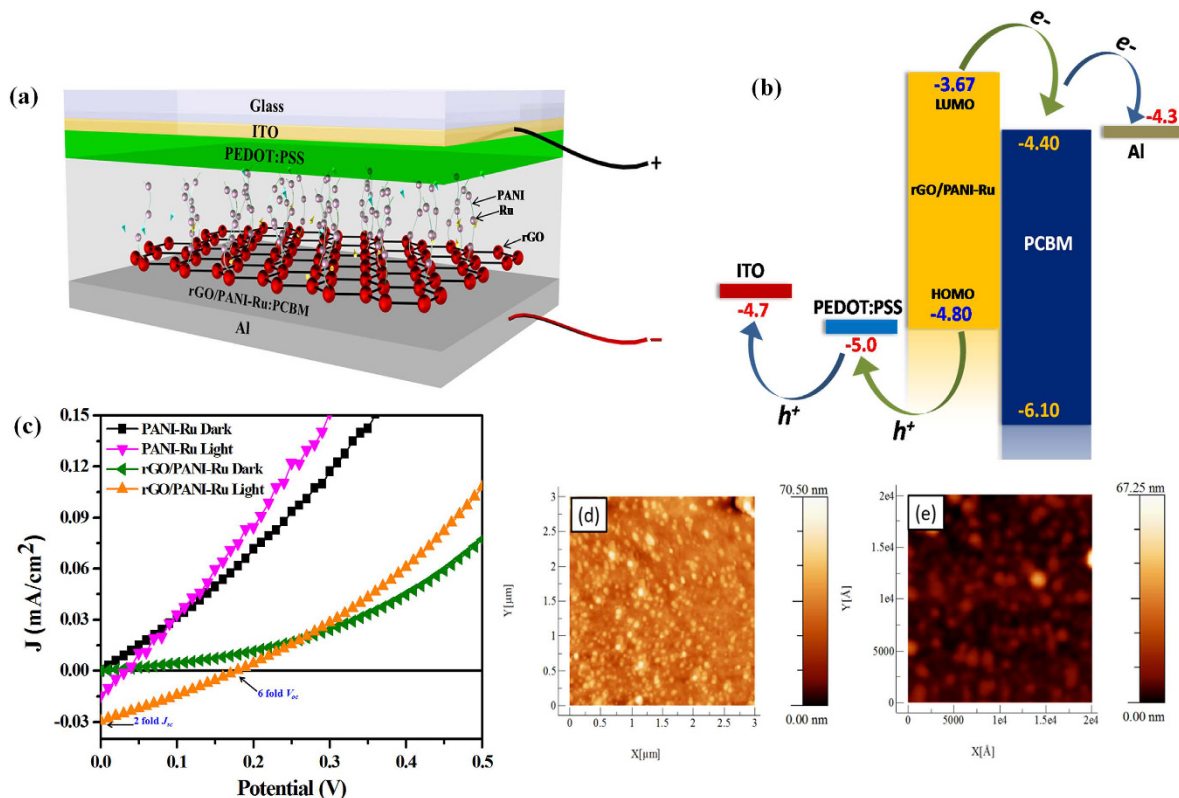 (a)
Glass
ITO
PEDOT:PSS
+
PANI
Ru
rGO
rGO/PANI-Ru:PCBM
Al
−
(b)
e-
e-
-3.67
LUMO
-4.3
Al
-4.40
rGO/PANI-Ru
PCBM
ITO
-4.7
PEDOT:PSS
-5.0
HOMO
-4.80
h+
h+
-6.10
(c)
J (mA/cm2)
0.15
0.12
0.09
0.06
0.03
0.00
-0.03
PANI-Ru Dark
PANI-Ru Light
rGO/PANI-Ru Dark
rGO/PANI-Ru Light
6 fold Voc
2 fold Jsc
0.0 0.1 0.2 0.3 0.4 0.5
Potential (V)
(d)
70.50 nm
0.00 nm
Y[µm]
3
2.5
2
1.5
1
0.5
0
0 0.5 1 1.5 2 2.5 3
X[µm]
(e)
67.25 nm
0.00 nm
Y[Å]
2e4
1.5e4
1e4
5000
0
0 5000 1e4 1.5e4 2e4
X[Å]